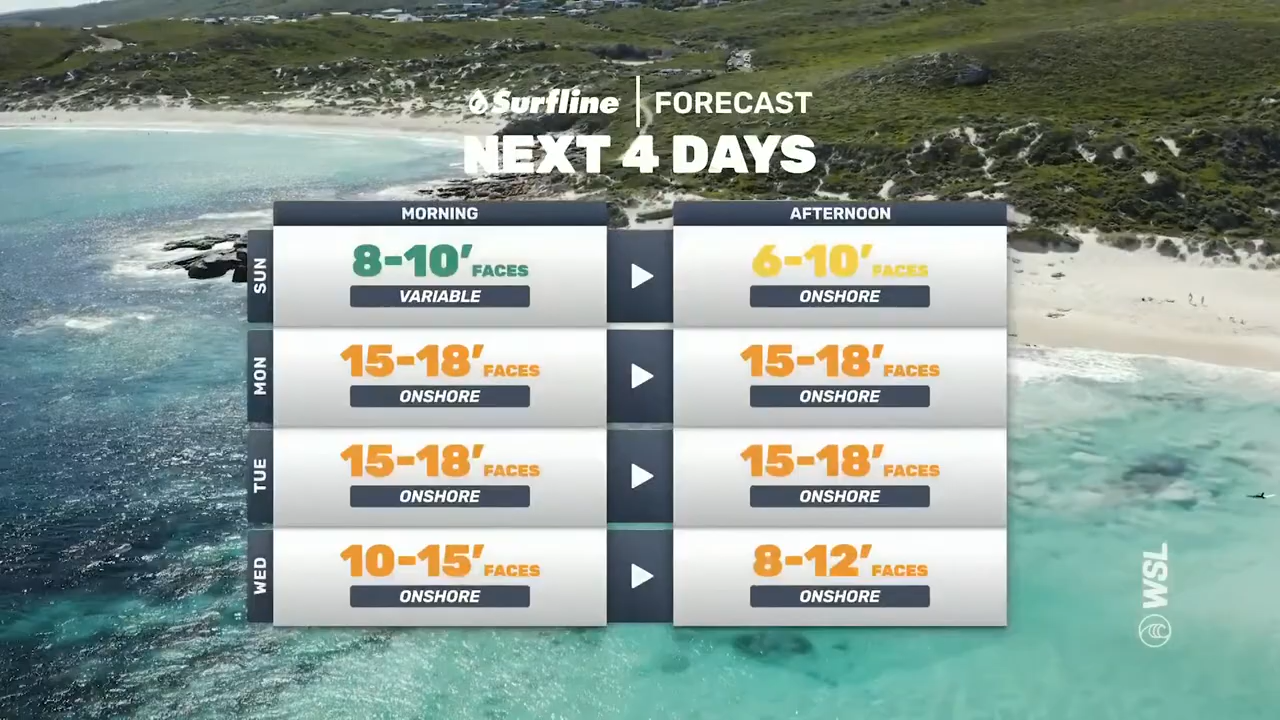 Surfline | FORECAST
NEXT 4 DAYS
MORNING AFTERNOON
SUN 8-10' FACES 6-10' FACES
VARIABLE ONSHORE
MON 15-18' FACES 15-18' FACES
ONSHORE ONSHORE
TUE 15-18' FACES 15-18' FACES
ONSHORE ONSHORE
WED 10-15' FACES 8-12' FACES
ONSHORE ONSHORE
WSL